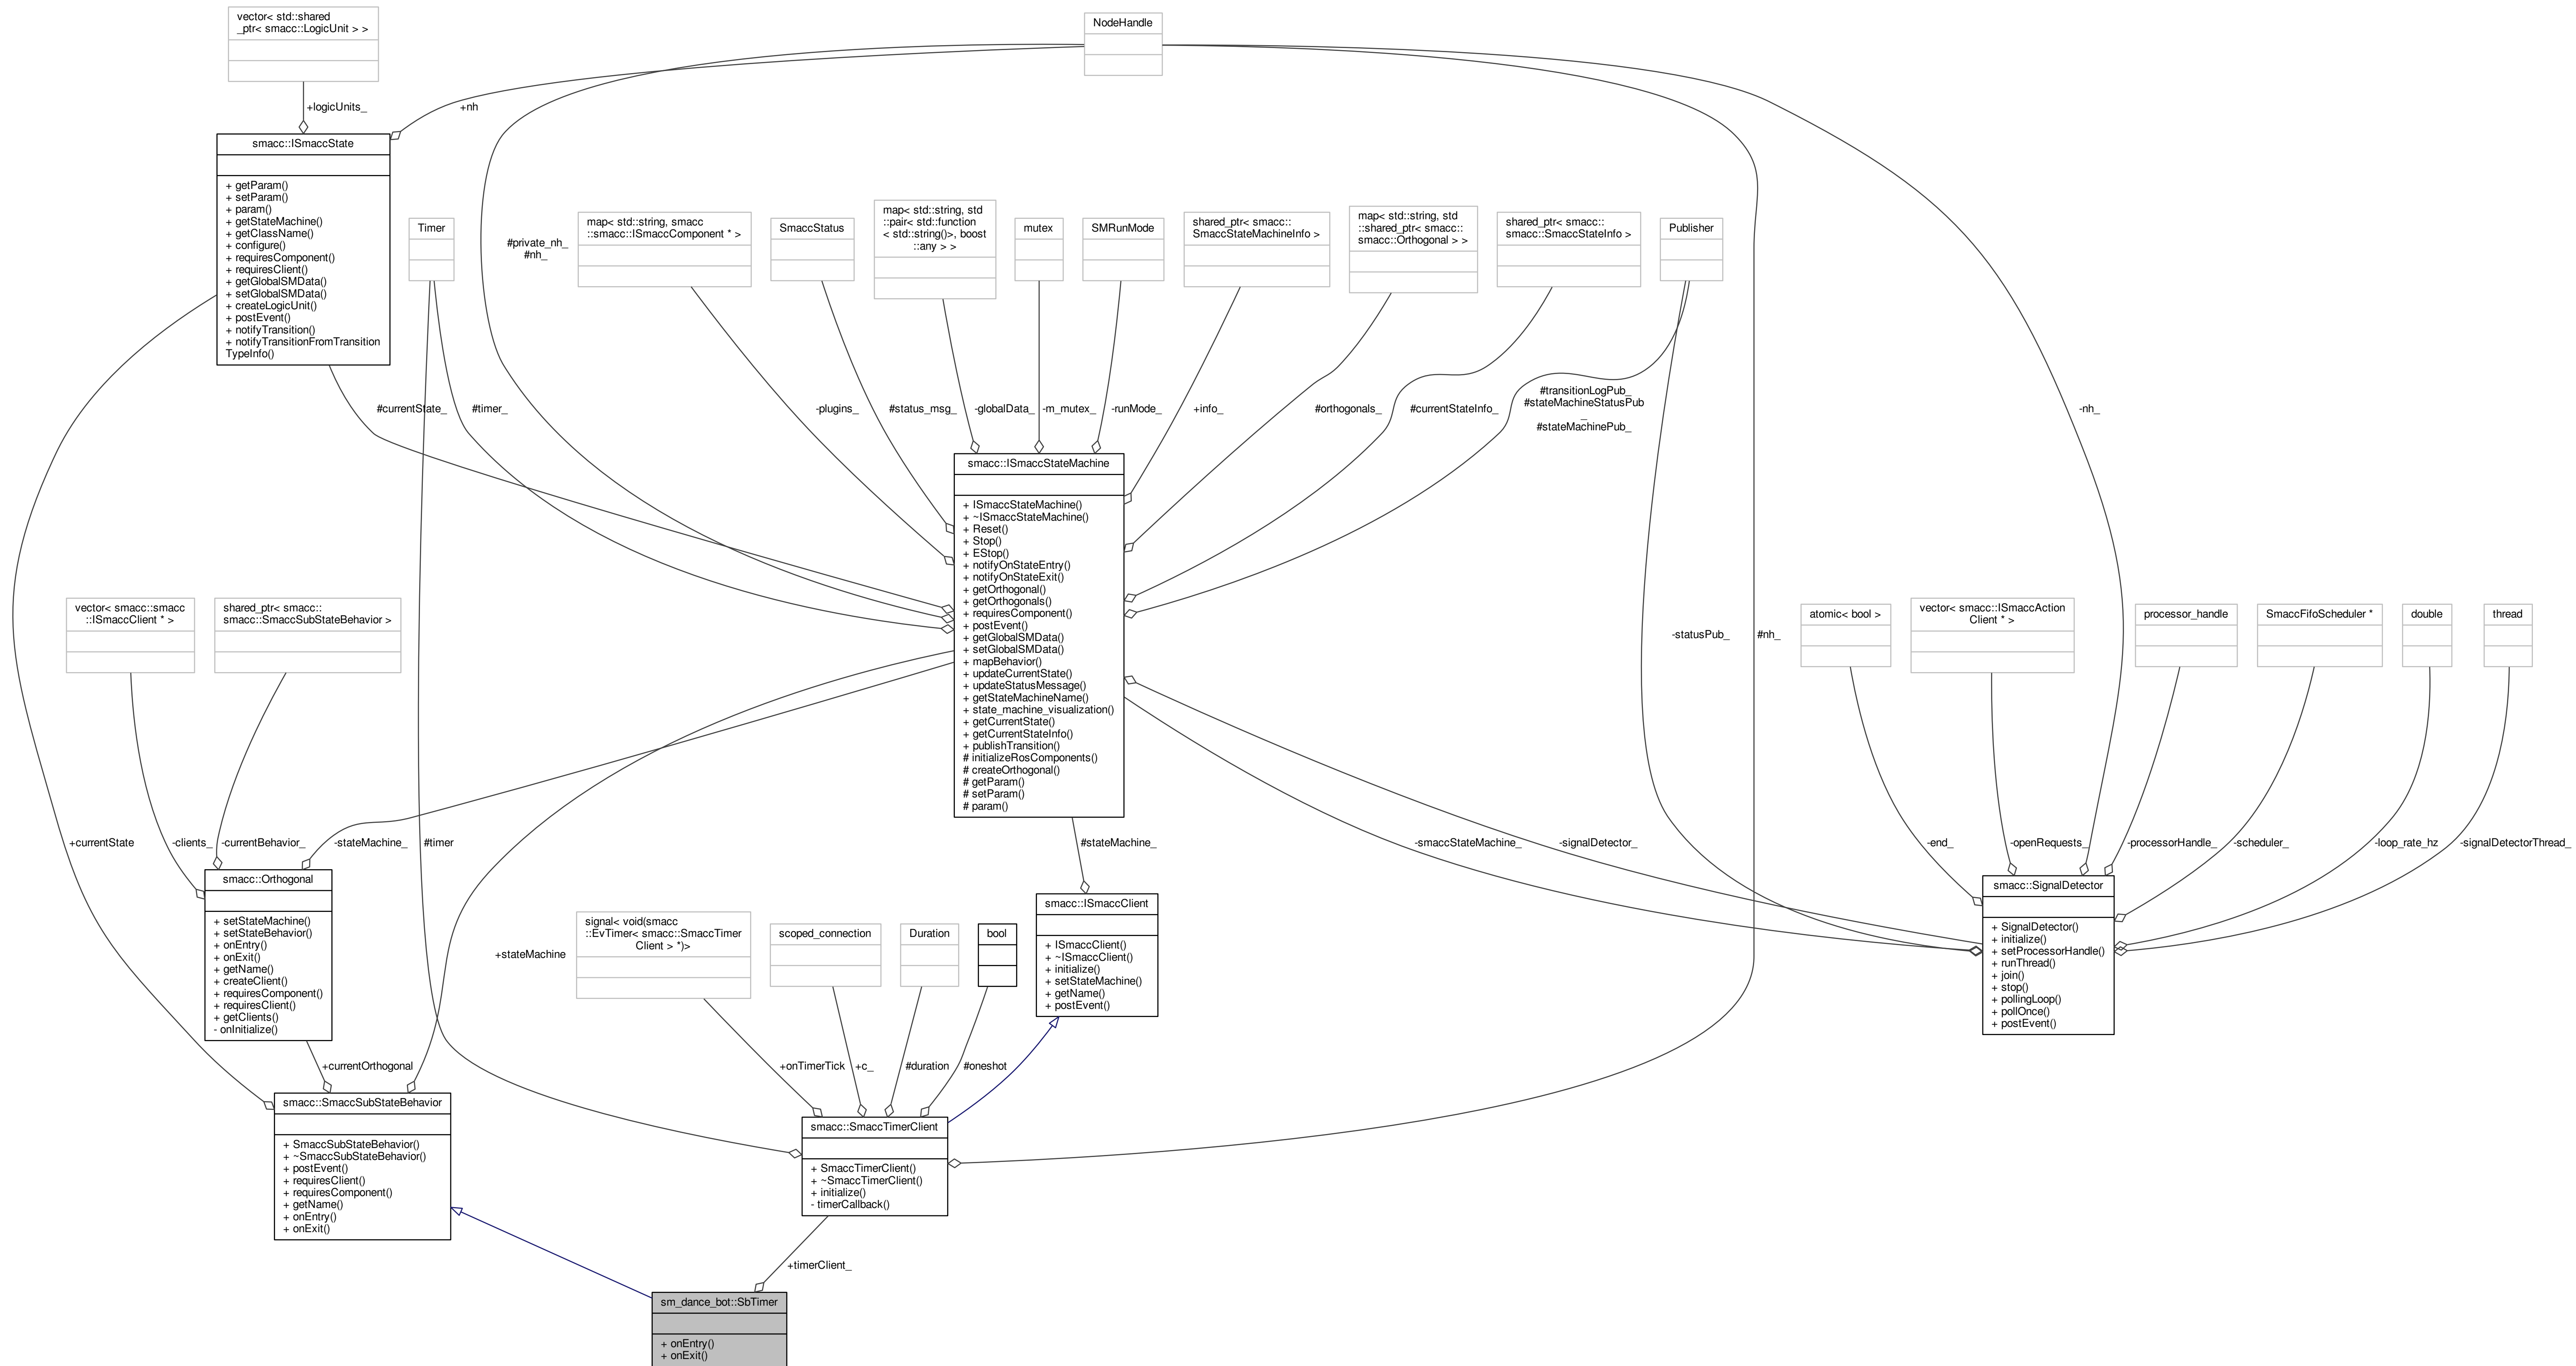 vector< std::shared
_ptr< smacc::LogicUnit > >
NodeHandle
+logicUnits_
+nh
smacc::ISmaccState
+ getParam()
+ setParam()
+ param()
+ getStateMachine()
+ getClassName()
+ configure()
+ requiresComponent()
+ requiresClient()
+ getGlobalSMData()
+ setGlobalSMData()
+ createLogicUnit()
+ postEvent()
+ notifyTransition()
+ notifyTransitionFromTransition
TypeInfo()
Timer
#private_nh_
#nh_
map< std::string, smacc
::smacc::ISmaccComponent * >
SmaccStatus
map< std::string, std
::pair< std::function
< std::string()>, boost
::any > >
mutex
SMRunMode
shared_ptr< smacc::
SmaccStateMachineInfo >
map< std::string, std
::shared_ptr< smacc::
smacc::Orthogonal > >
shared_ptr< smacc::
smacc::SmaccStateInfo >
Publisher
#currentState_
#timer_
-plugins_
#status_msg_
-globalData_
-m_mutex_
-runMode_
+info_
#orthogonals_
#currentStateInfo_
#transitionLogPub_
#stateMachineStatusPub
_
#stateMachinePub_
-nh_
smacc::ISmaccStateMachine
+ ISmaccStateMachine()
+ ~ISmaccStateMachine()
+ Reset()
+ Stop()
+ EStop()
+ notifyOnStateEntry()
+ notifyOnStateExit()
+ getOrthogonal()
+ getOrthogonals()
+ requiresComponent()
+ postEvent()
+ getGlobalSMData()
+ setGlobalSMData()
+ mapBehavior()
+ updateCurrentState()
+ updateStatusMessage()
+ getStateMachineName()
+ state_machine_visualization()
+ getCurrentState()
+ getCurrentStateInfo()
+ publishTransition()
# initializeRosComponents()
# createOrthogonal()
# getParam()
# setParam()
# param()
vector< smacc::smacc
::ISmaccClient * >
shared_ptr< smacc::
smacc::SmaccSubStateBehavior >
-statusPub_
#nh_
atomic< bool >
vector< smacc::ISmaccAction
Client * >
processor_handle
SmaccFifoScheduler *
double
thread
+currentState
-clients_
-currentBehavior_
-stateMachine_
#timer
#stateMachine_
-smaccStateMachine_
-signalDetector_
-end_
-openRequests_
-processorHandle_
-scheduler_
-loop_rate_hz
-signalDetectorThread_
smacc::Orthogonal
+ setStateMachine()
+ setStateBehavior()
+ onEntry()
+ onExit()
+ getName()
+ createClient()
+ requiresComponent()
+ requiresClient()
+ getClients()
- onInitialize()
+stateMachine
signal< void(smacc
::EvTimer< smacc::SmaccTimer
Client > *)>
scoped_connection
Duration
bool
smacc::ISmaccClient
+ ISmaccClient()
+ ~ISmaccClient()
+ initialize()
+ setStateMachine()
+ getName()
+ postEvent()
smacc::SignalDetector
+ SignalDetector()
+ initialize()
+ setProcessorHandle()
+ runThread()
+ join()
+ stop()
+ pollingLoop()
+ pollOnce()
+ postEvent()
+currentOrthogonal
+onTimerTick
+c_
#duration
#oneshot
smacc::SmaccSubStateBehavior
+ SmaccSubStateBehavior()
+ ~SmaccSubStateBehavior()
+ postEvent()
+ requiresClient()
+ requiresComponent()
+ getName()
+ onEntry()
+ onExit()
smacc::SmaccTimerClient
+ SmaccTimerClient()
+ ~SmaccTimerClient()
+ initialize()
- timerCallback()
+timerClient_
sm_dance_bot::SbTimer
+ onEntry()
+ onExit()